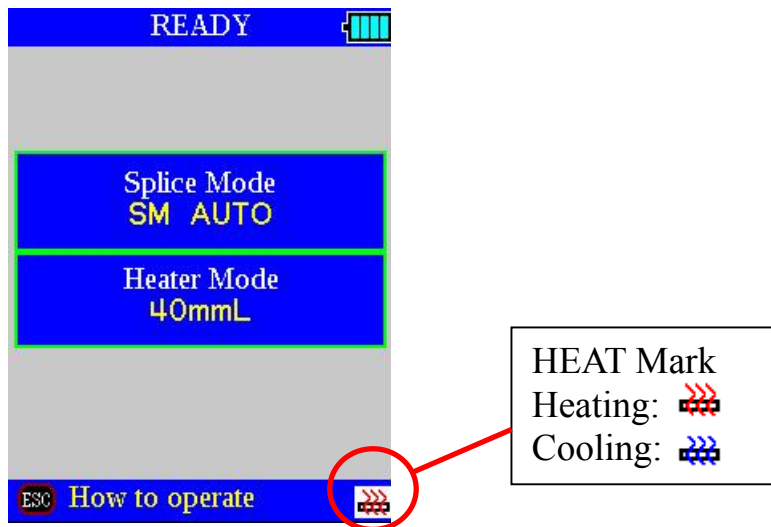 READY
Splice Mode
SM AUTO
Heater Mode
40mmL
ESC How to operate
HEAT Mark
Heating:
Cooling: